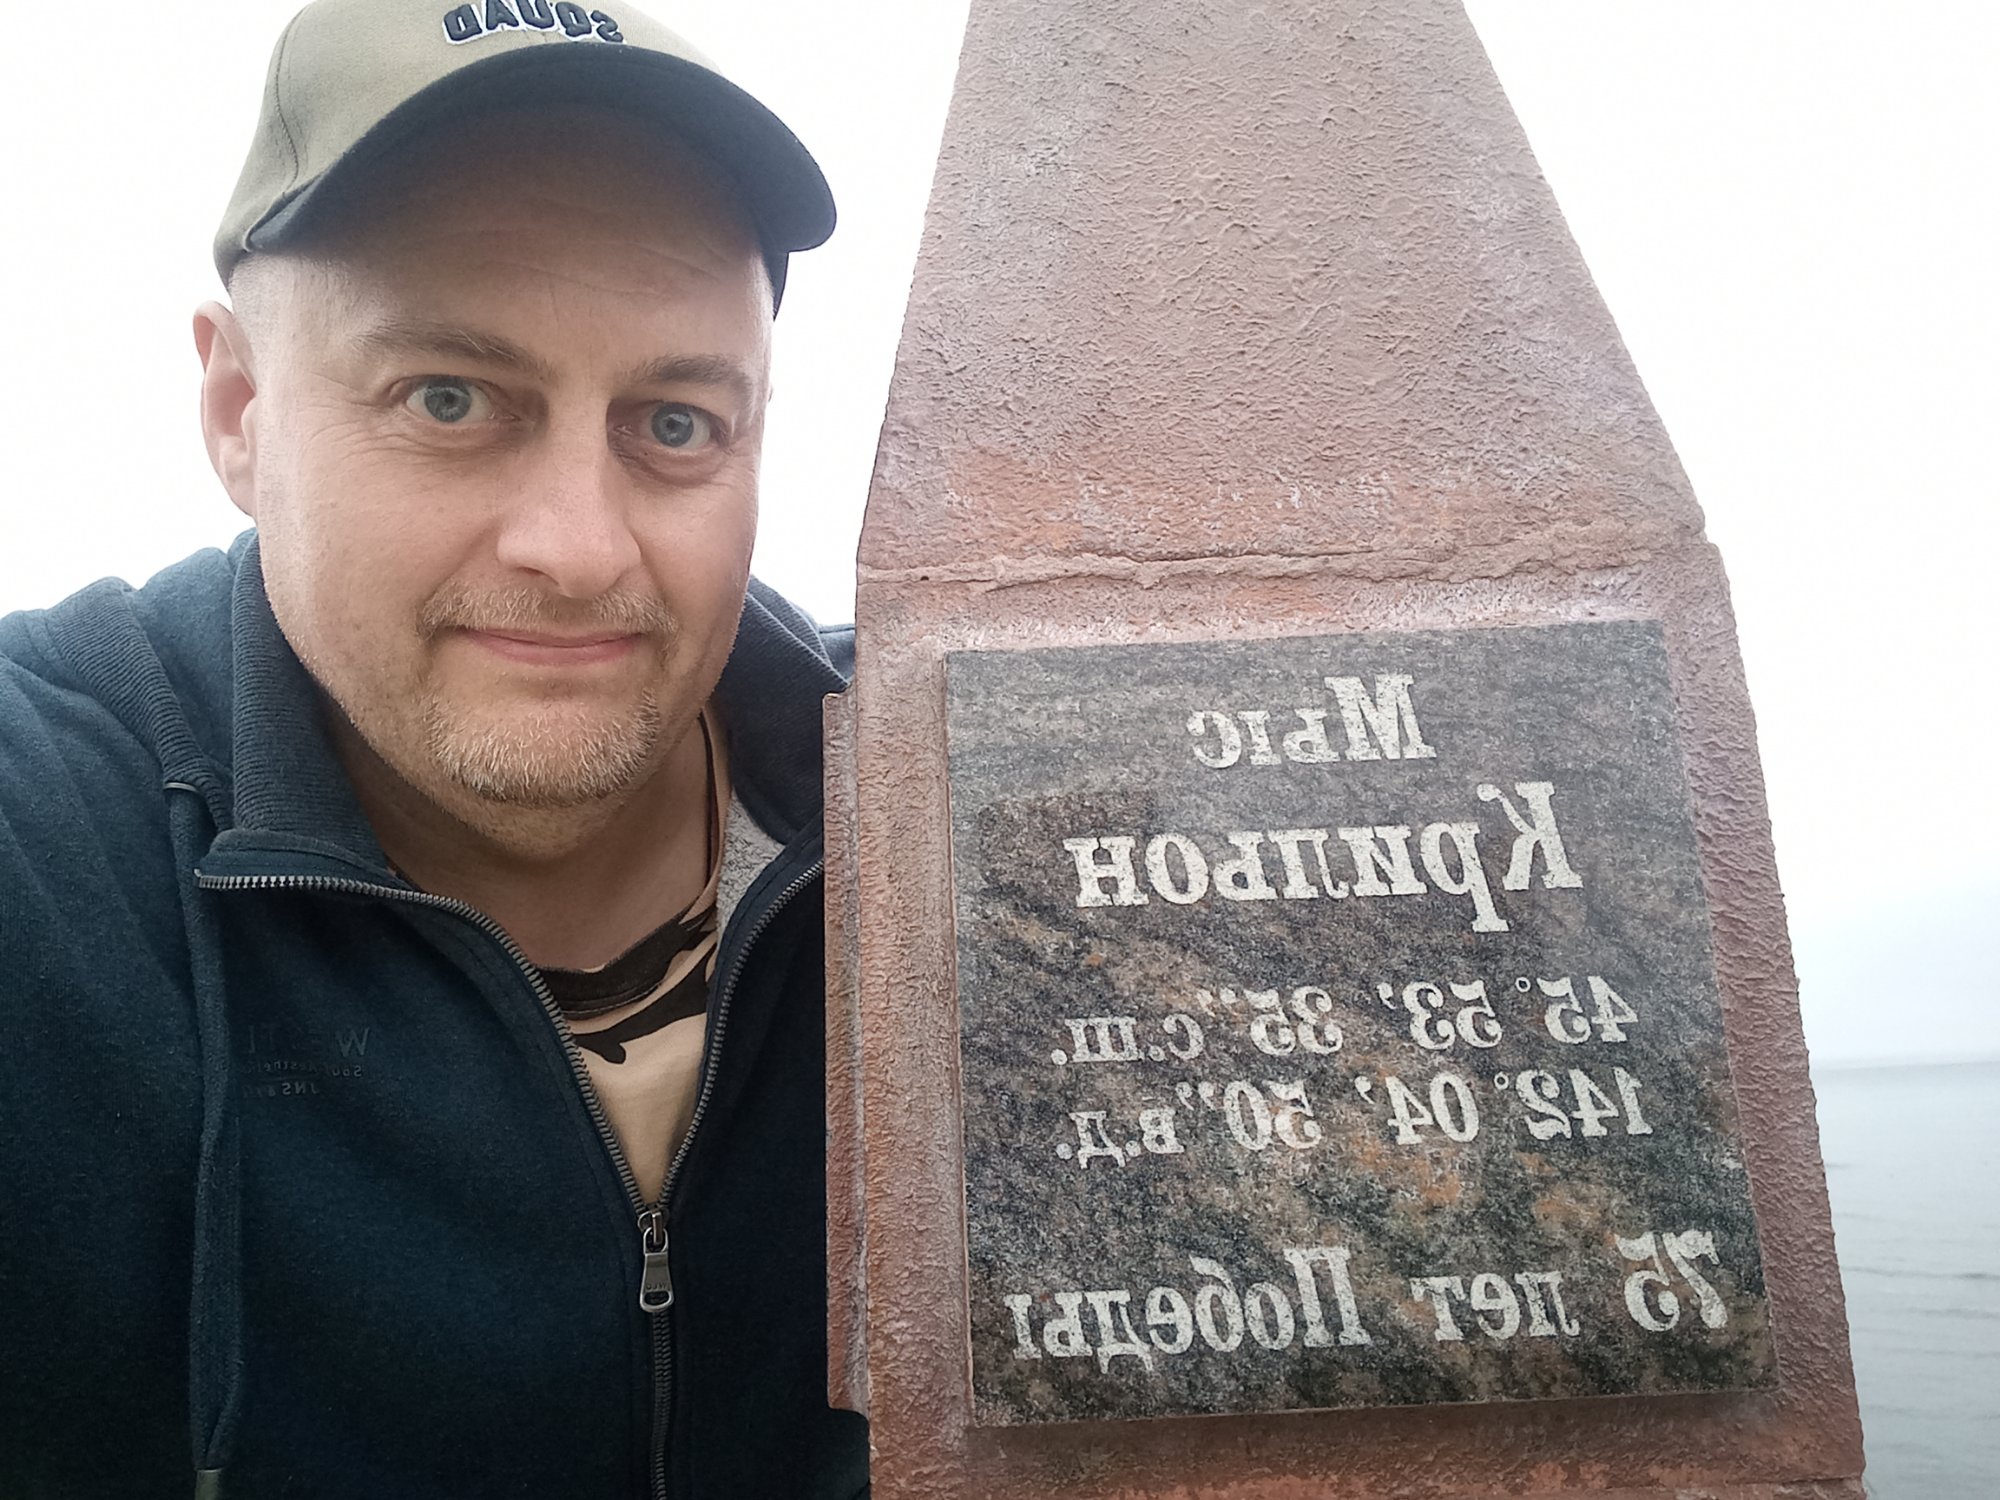 SQUAD
Мыс
Крильон
45° 53’ 35” с.ш.
142° 04’ 50” в.д.
75 лет Победы